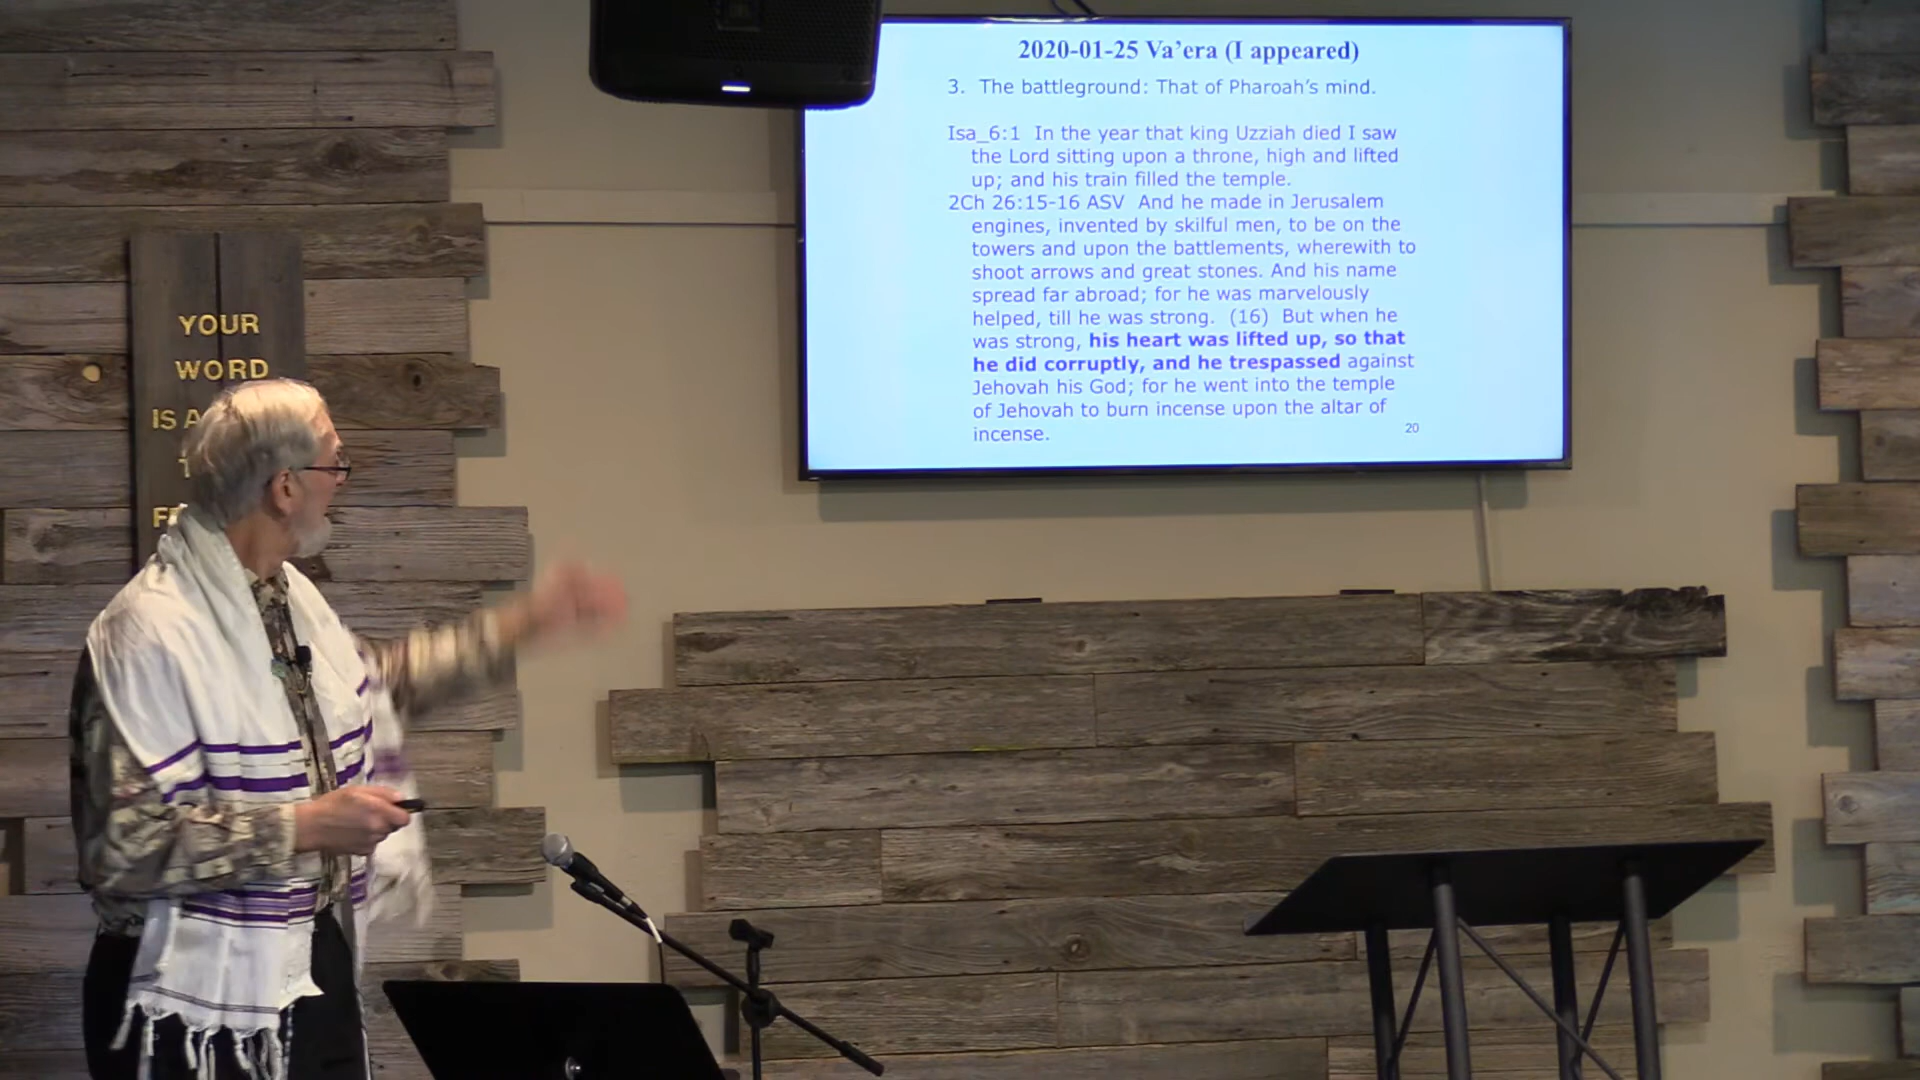 2020-01-25 Va'era (I appeared)
3. The battleground: That of Pharoah's mind.
Isa_6:1 In the year that king Uzziah died I saw
the Lord sitting upon a throne, high and lifted
up; and his train filled the temple.
2Ch 26:15-16 ASV And he made in Jerusalem
engines, invented by skilful men, to be on the
towers and upon the battlements, wherewith to
shoot arrows and great stones. And his name
spread far abroad; for he was marvelously
helped, till he was strong. (16) But when he
was strong, his heart was lifted up, so that
he did corruptly, and he trespassed against
Jehovah his God; for he went into the temple
of Jehovah to burn incense upon the altar of
incense.
20
YOUR
WORD
IS A